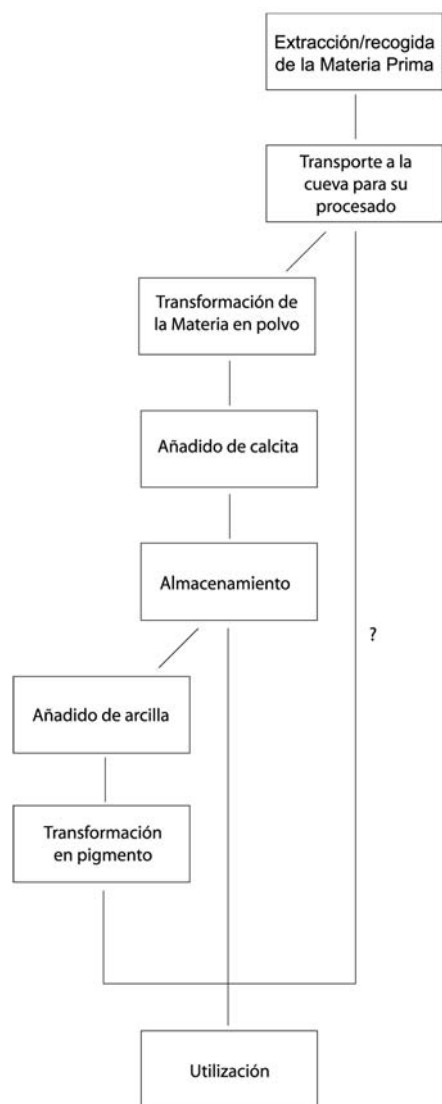 Extracción/recogida
de la Materia Prima
Transporte a la
cueva para su
procesado
Transformación de
la Materia en polvo
Añadido de calcita
Almacenamiento
?
Añadido de arcilla
Transformación
en pigmento
Utilización